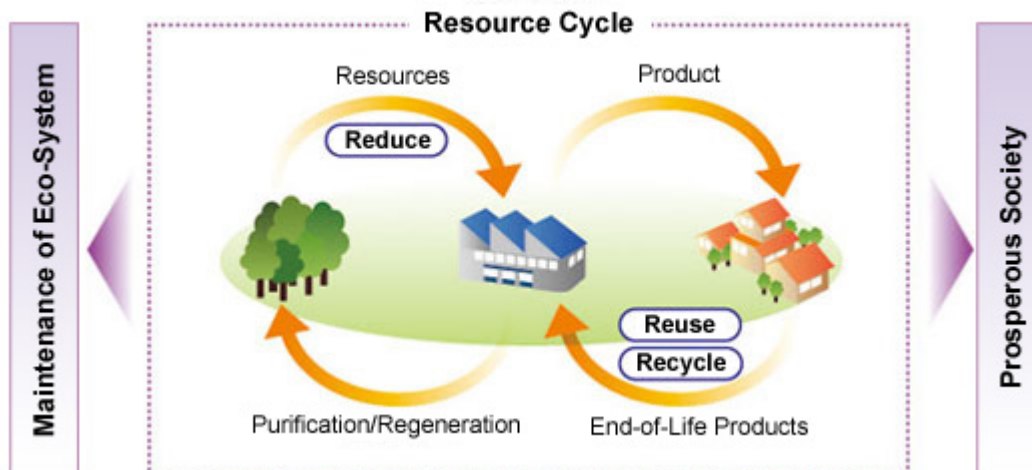 Resource Cycle
Maintenance of Eco-System
Resources
Product
Reduce
Reuse
Recycle
Purification/Regeneration
End-of-Life Products
Prosperous Society